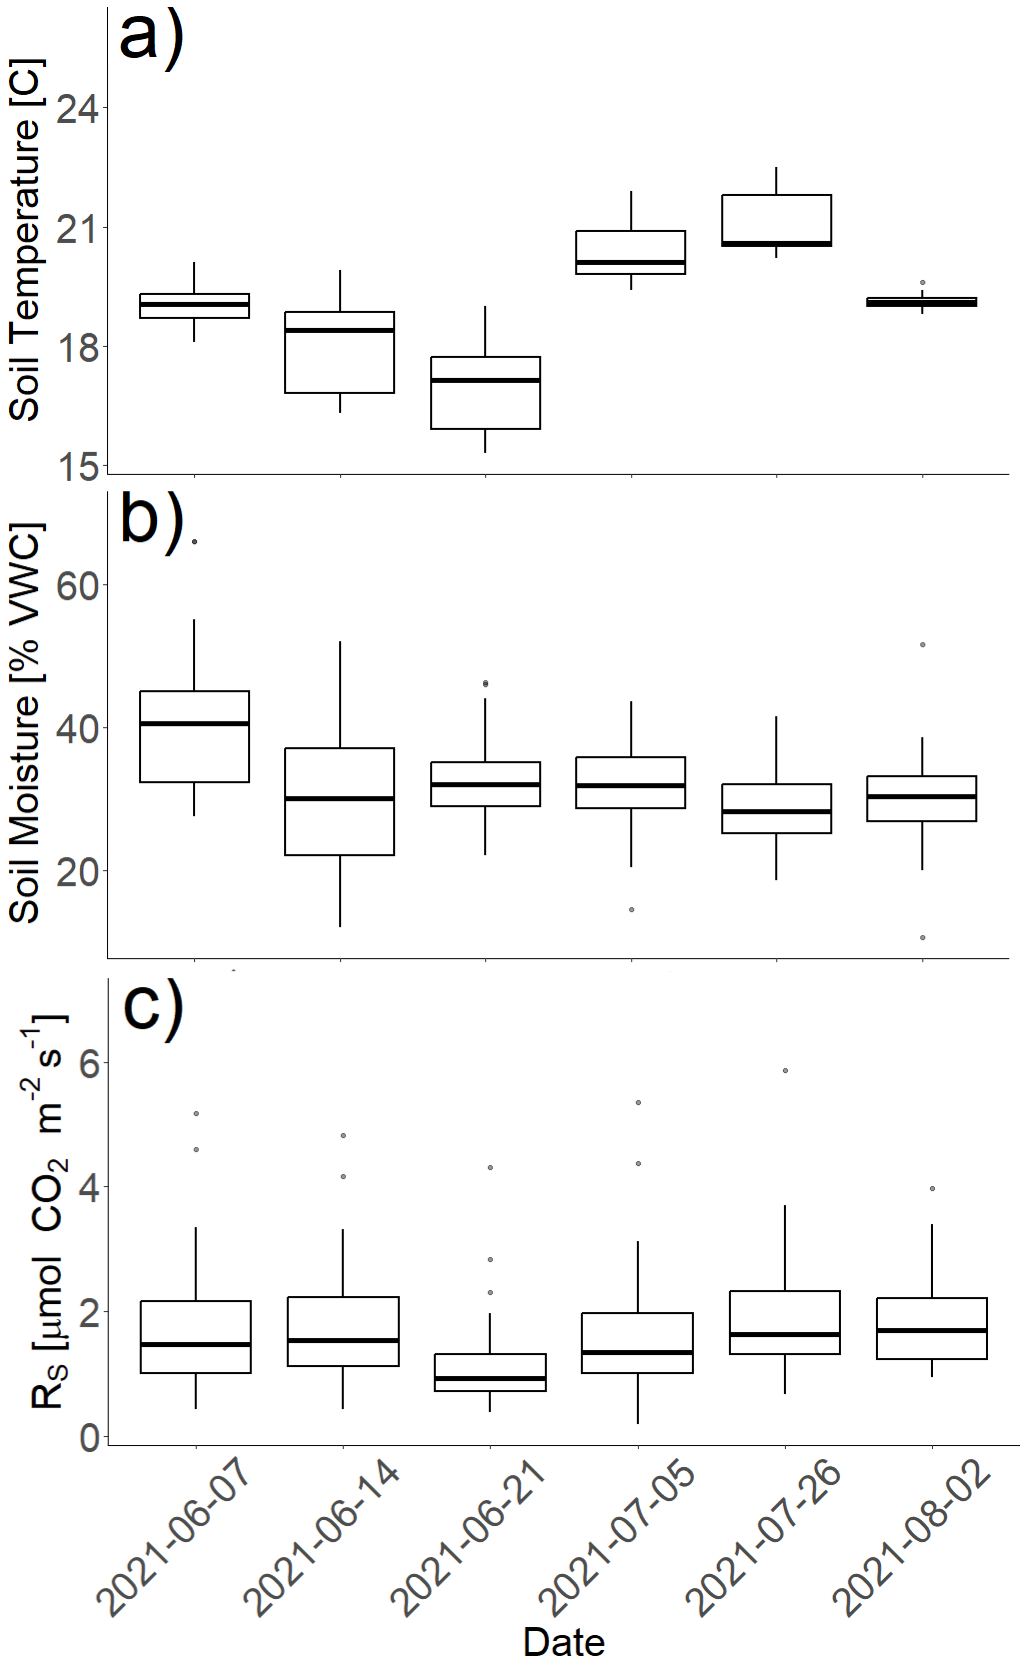 a)
Soil Temperature [C]
24
21
18
15
b)
Soil Moisture [% VWC]
60
40
20
c)
R_S [µmol CO₂ m⁻² s⁻¹]
6
4
2
0
2021-06-07
2021-06-14
2021-06-21
2021-07-05
2021-07-26
2021-08-02
Date